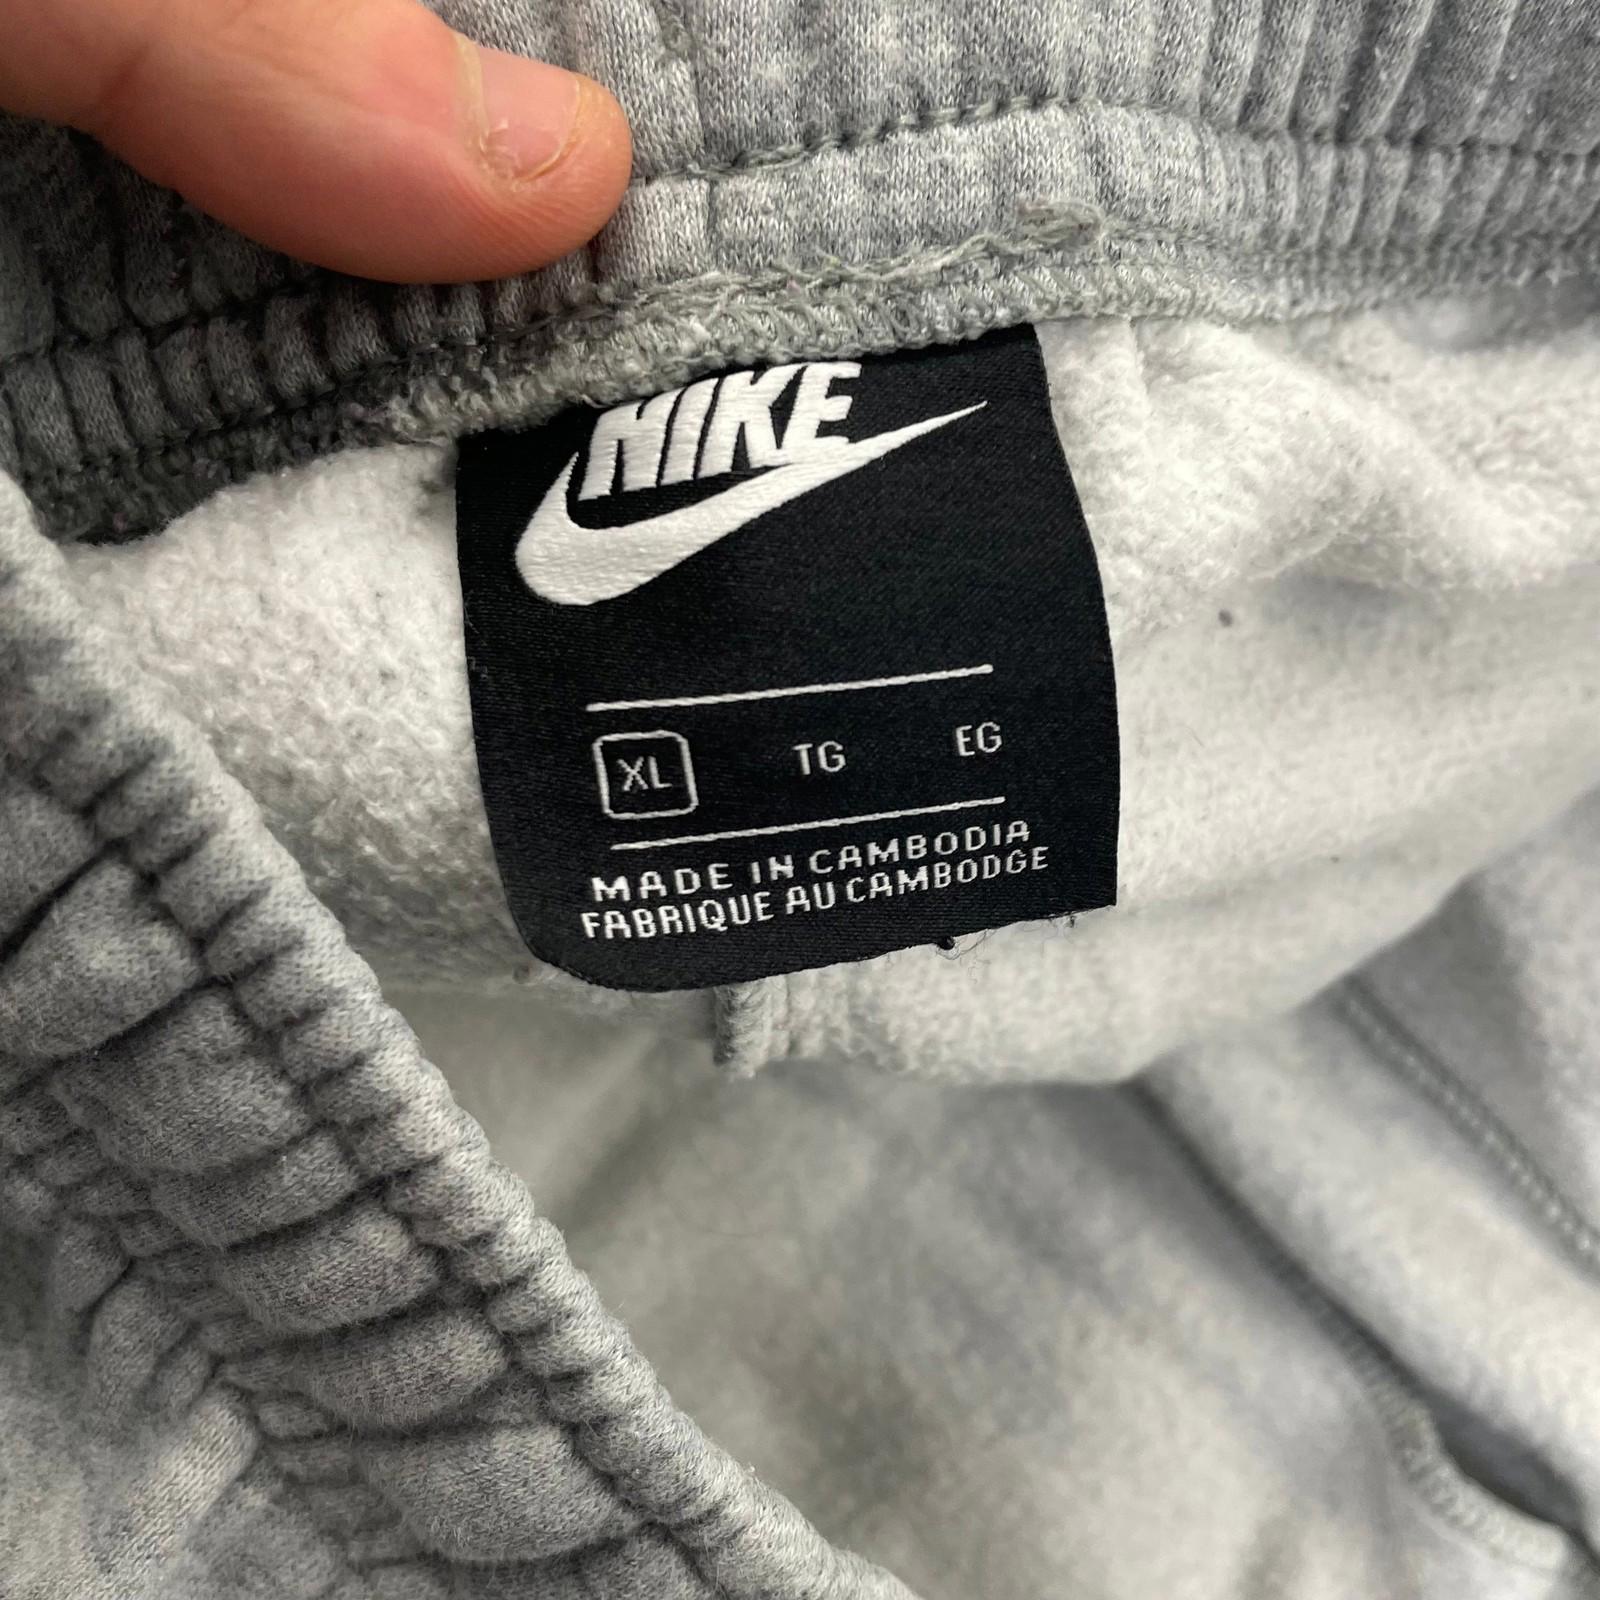 NIKE
XL TG EG
MADE IN CAMBODIA
FABRIQUE AU CAMBODGE